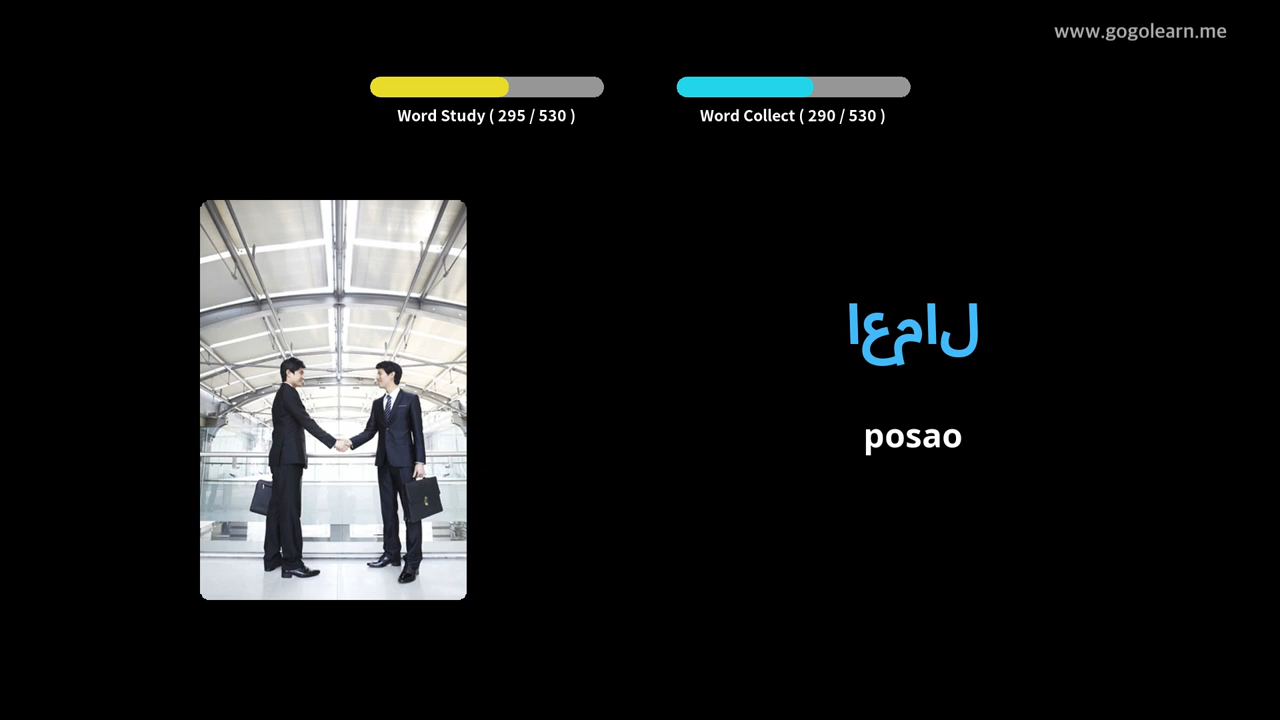 www.gogolearn.me
Word Study ( 295 / 530 )
Word Collect ( 290 / 530 )
اعمال
posao